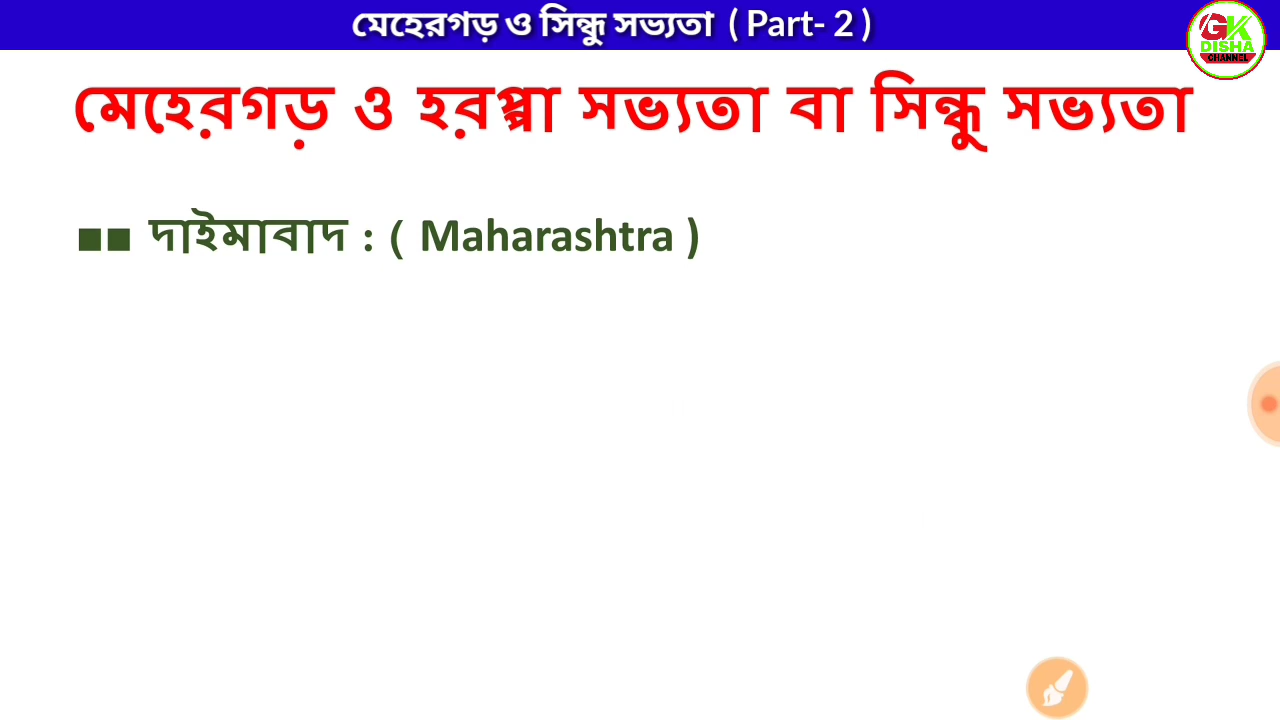 মেহেরগড় ও সিন্ধু সভ্যতা ( Part- 2 )
GK
DISHA
CHANNEL
মেহেরগড় ও হরপ্পা সভ্যতা বা সিন্ধু সভ্যতা
■■ দাইমাবাদ : ( Maharashtra )